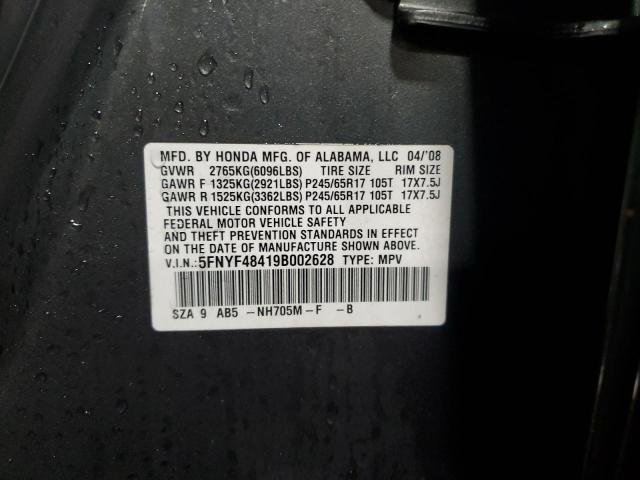 MFD. BY HONDA MFG. OF ALABAMA, LLC 04/'08
GVWR 2765KG(6096LBS) TIRE SIZE RIM SIZE
GAWR F 1325KG(2921LBS) P245/65R17 105T 17X7.5J
GAWR R 1525KG(3362LBS) P245/65R17 105T 17X7.5J
THIS VEHICLE CONFORMS TO ALL APPLICABLE
FEDERAL MOTOR VEHICLE SAFETY
AND THEFT PREVENTION STANDARDS IN EFFECT
ON THE DATE OF MANUFACTURE SHOWN ABOVE.
V.I.N.: 5FNYF48419B002628 TYPE: MPV
SZA 9 AB5 -NH705M-F -B